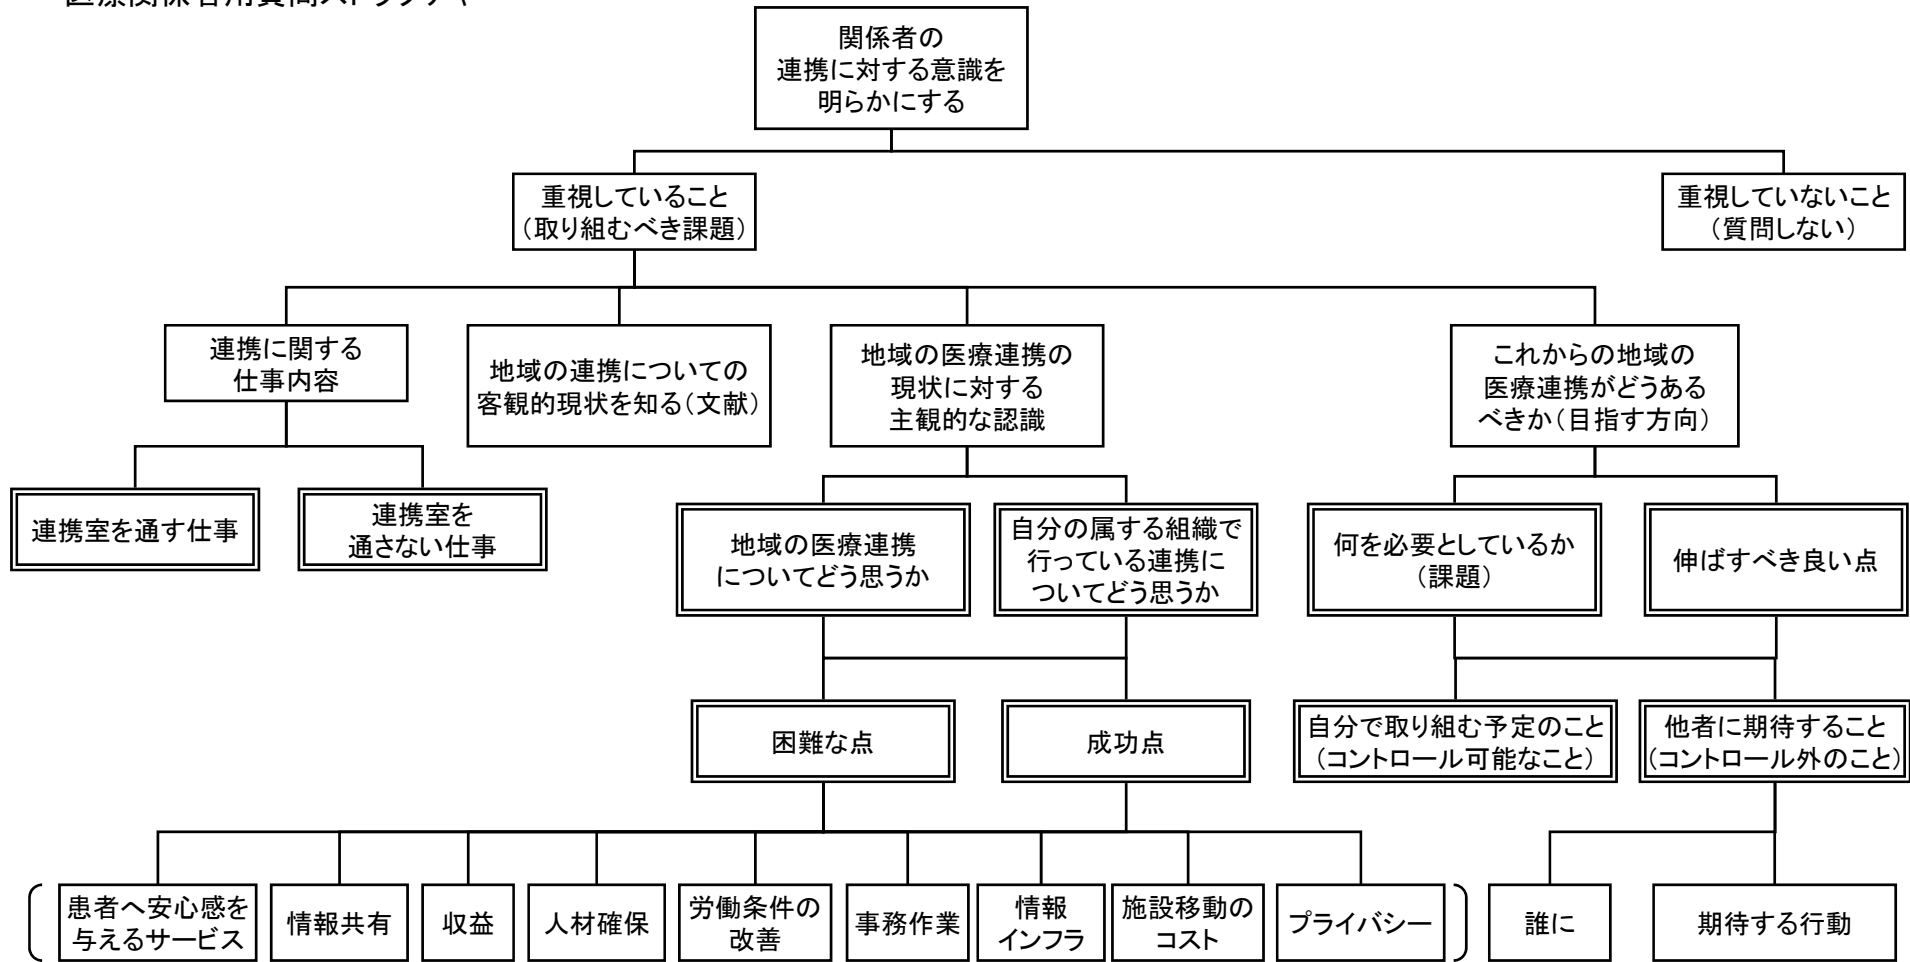 医療関係者用質問ストラクチャ
関係者の
連携に対する意識を
明らかにする
重視していること
（取り組むべき課題）
重視していないこと
（質問しない）
連携に関する
仕事内容
地域の連携についての
客観的現状を知る（文献）
地域の医療連携の
現状に対する
主観的な認識
これからの地域の
医療連携がどうある
べきか（目指す方向）
連携室を通す仕事
連携室を
通さない仕事
地域の医療連携
についてどう思うか
自分の属する組織で
行っている連携に
ついてどう思うか
何を必要としているか
（課題）
伸ばすべき良い点
困難な点
成功点
自分で取り組む予定のこと
（コントロール可能なこと）
他者に期待すること
（コントロール外のこと）
患者へ安心感を
与えるサービス
情報共有
収益
人材確保
労働条件の
改善
事務作業
情報
インフラ
施設移動の
コスト
プライバシー
誰に
期待する行動